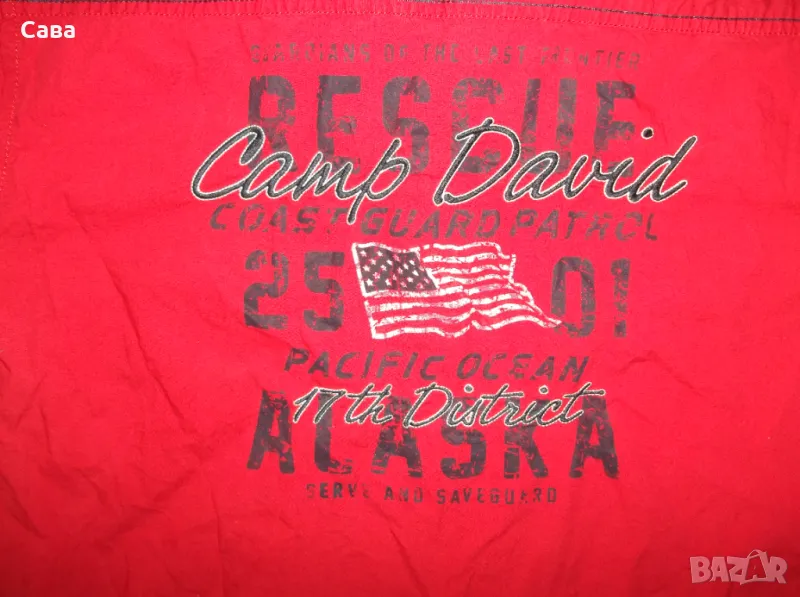 Сава
GUARDIANS OF THE LAST FRONTIER
RESCUE
Camp David
COAST GUARD PATROL
25 01
PACIFIC OCEAN
17th District
ALASKA
SERVE AND SAVEGUARD
BAZAR